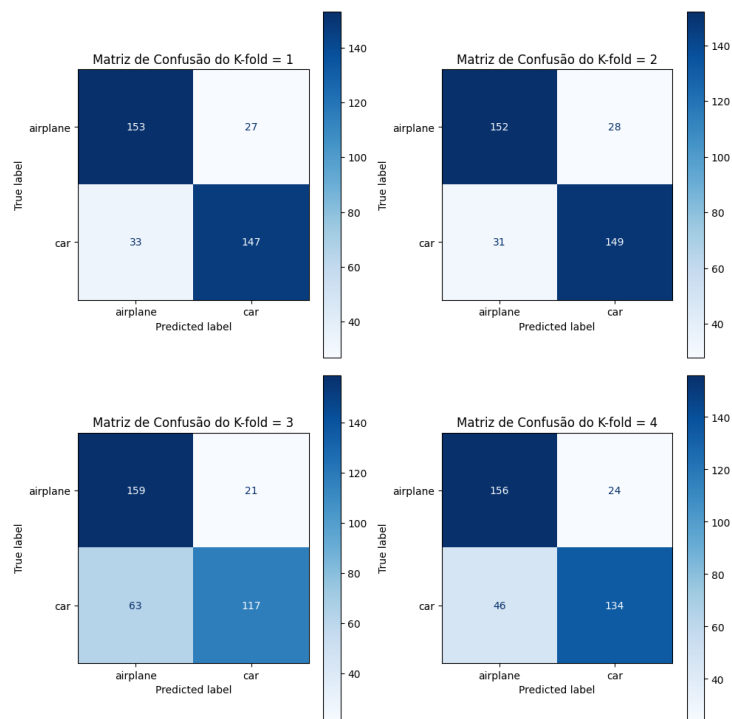 Matriz de Confusão do K-fold = 1
airplane
car
True label
153 27
33 147
airplane car
Predicted label
140
120
100
80
60
40
Matriz de Confusão do K-fold = 2
airplane
car
True label
152 28
31 149
airplane car
Predicted label
140
120
100
80
60
40
Matriz de Confusão do K-fold = 3
airplane
car
True label
159 21
63 117
airplane car
Predicted label
140
120
100
80
60
40
Matriz de Confusão do K-fold = 4
airplane
car
True label
156 24
46 134
airplane car
Predicted label
140
120
100
80
60
40